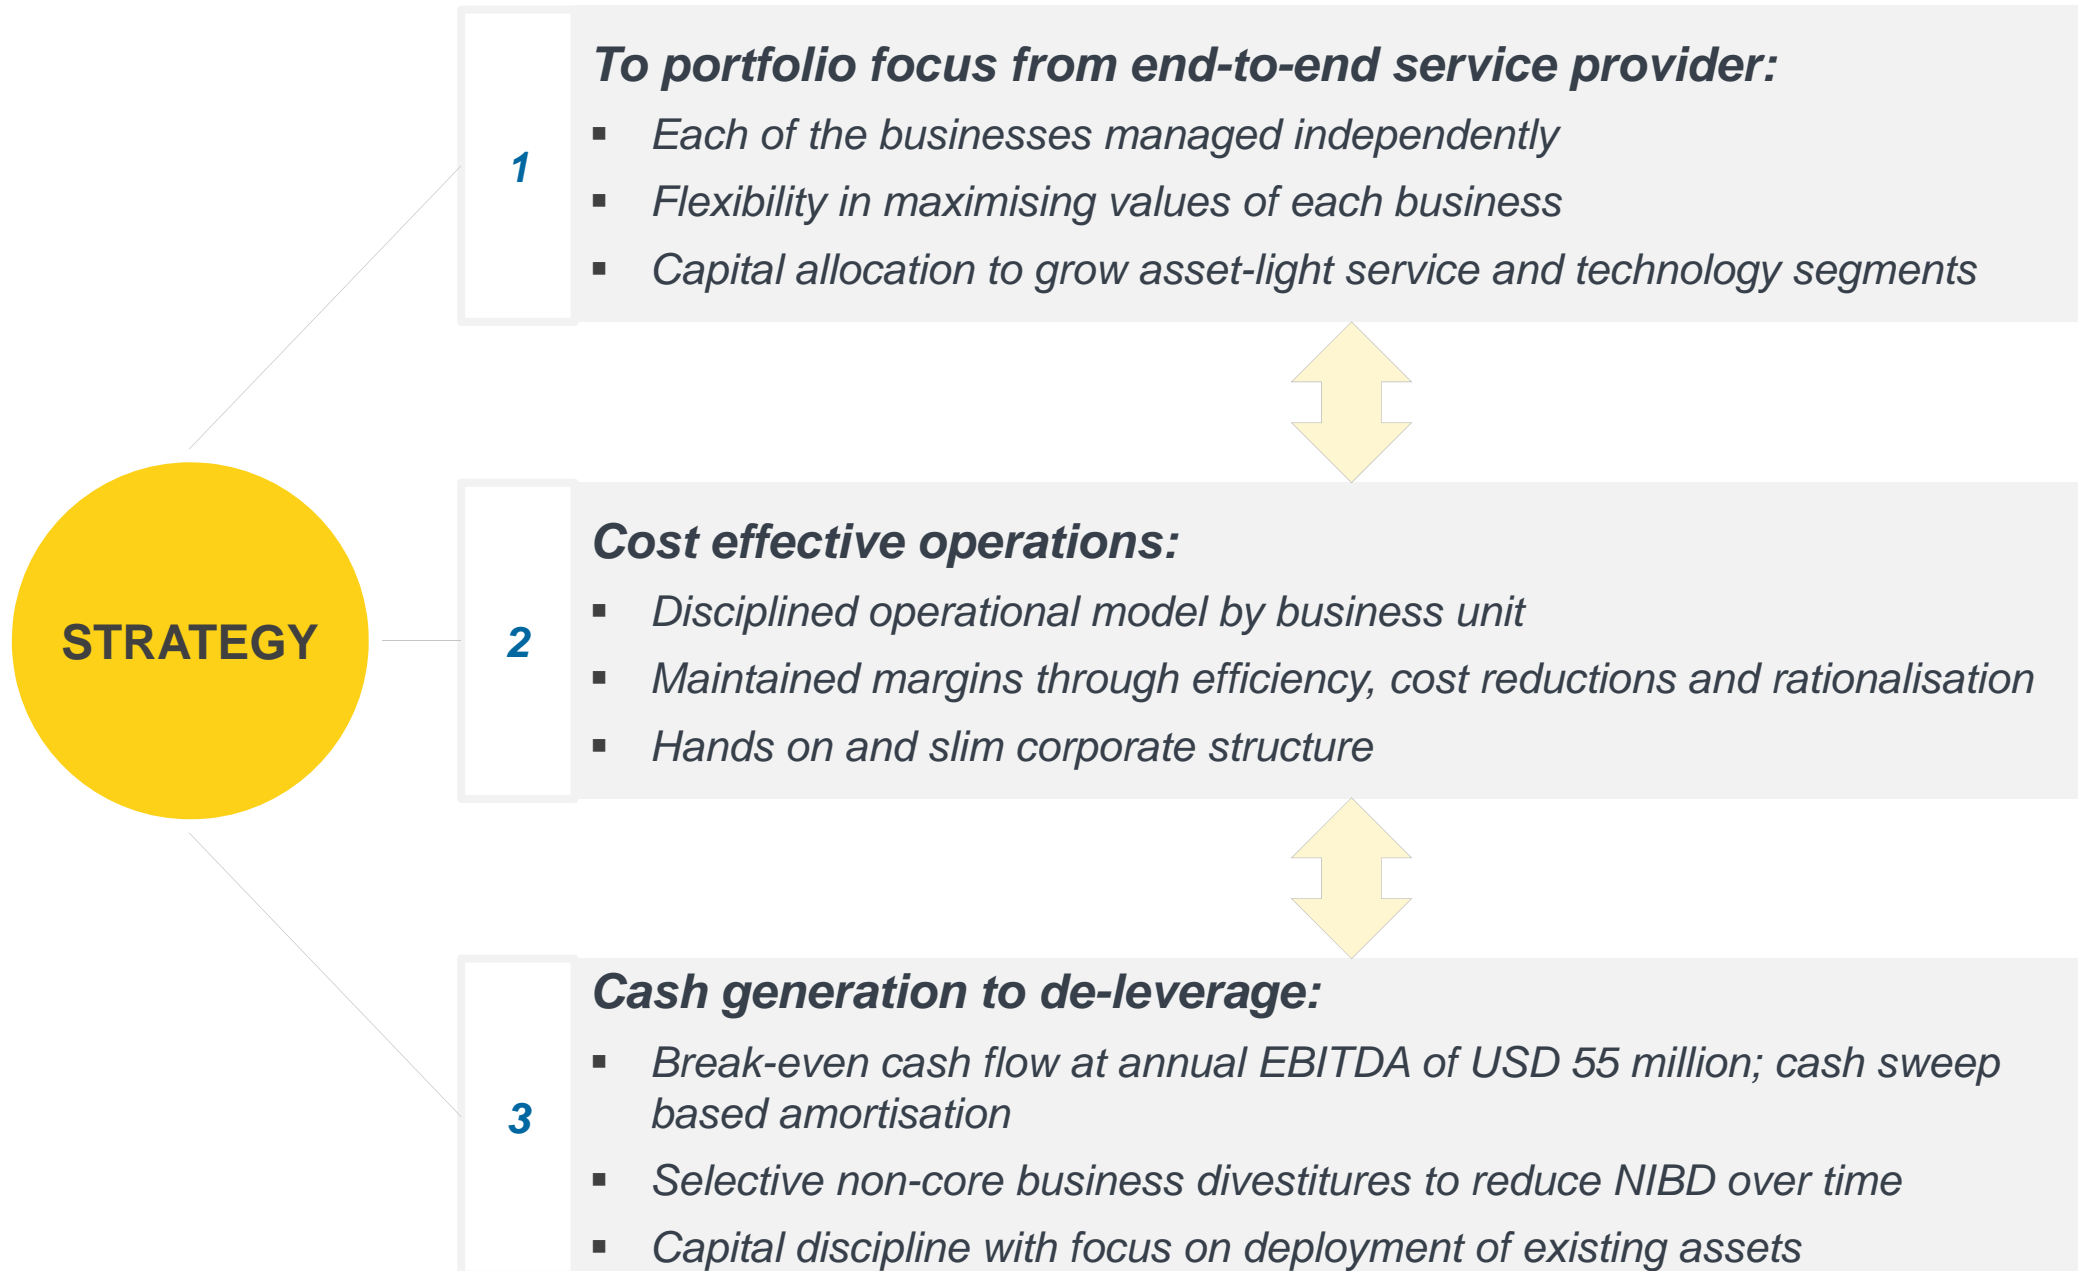 STRATEGY
1
To portfolio focus from end-to-end service provider:
▪ Each of the businesses managed independently
▪ Flexibility in maximising values of each business
▪ Capital allocation to grow asset-light service and technology segments
2
Cost effective operations:
▪ Disciplined operational model by business unit
▪ Maintained margins through efficiency, cost reductions and rationalisation
▪ Hands on and slim corporate structure
3
Cash generation to de-leverage:
▪ Break-even cash flow at annual EBITDA of USD 55 million; cash sweep
based amortisation
▪ Selective non-core business divestitures to reduce NIBD over time
▪ Capital discipline with focus on deployment of existing assets